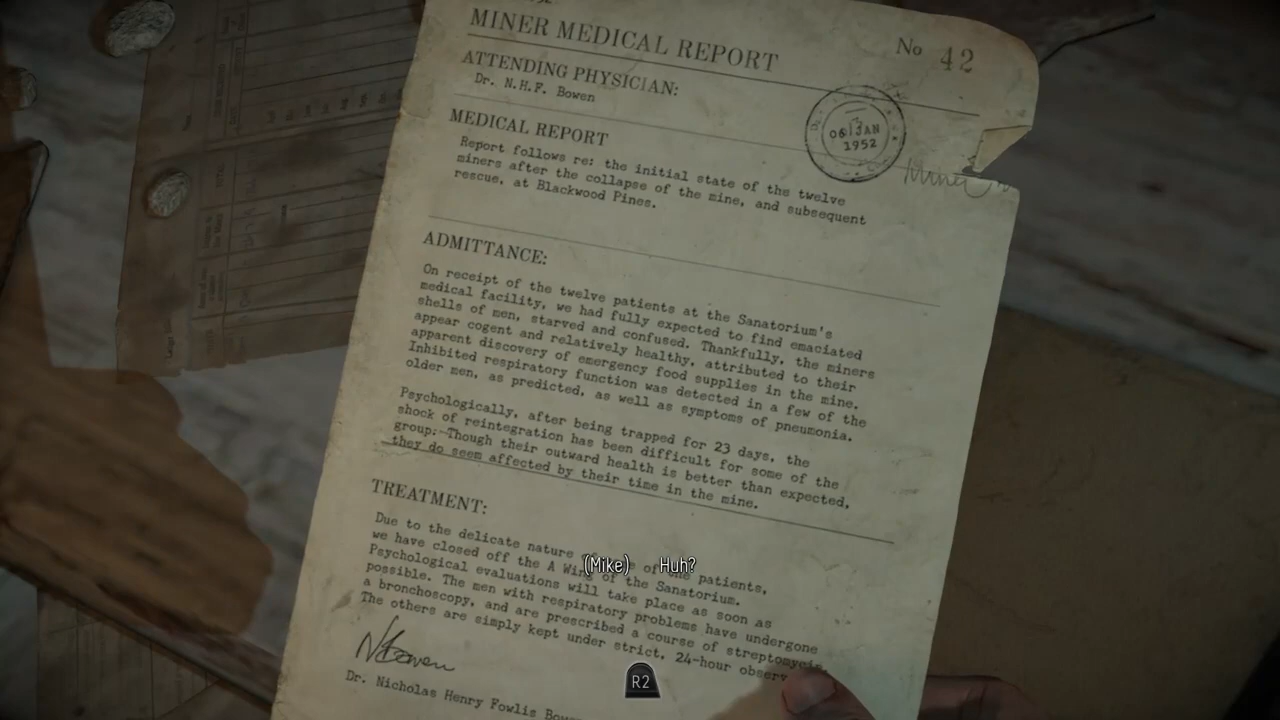 MINER MEDICAL REPORT
No 42
ATTENDING PHYSICIAN:
Dr. N.H.F. Bowen
06 JAN
1952
MEDICAL REPORT
Report follows re: the initial state of the twelve
miners after the collapse of the mine, and subsequent
rescue, at Blackwood Pines.
ADMITTANCE:
On receipt of the twelve patients at the Sanatorium's
medical facility, we had fully expected to find emaciated
shells of men, starved and confused. Thankfully, the miners
appear cogent and relatively healthy, attributed to their
apparent discovery of emergency food supplies in the mine.
Inhibited respiratory function was detected in a few of the
older men, as predicted, as well as symptoms of pneumonia.
Psychologically, after being trapped for 23 days, the
shock of reintegration has been difficult for some of the
group. Though their outward health is better than expected,
they do seem affected by their time in the mine.
TREATMENT:
Due to the delicate nature of the patients,
we have closed off the A Wing of the Sanatorium.
Psychological evaluations will take place as soon as
possible. The men with respiratory problems have undergone
a bronchoscopy, and are prescribed a course of streptomycin.
The others are simply kept under strict, 24-hour observ
NBowen
Dr. Nicholas Henry Fowlis Bowen
(Mike) Huh?
R2